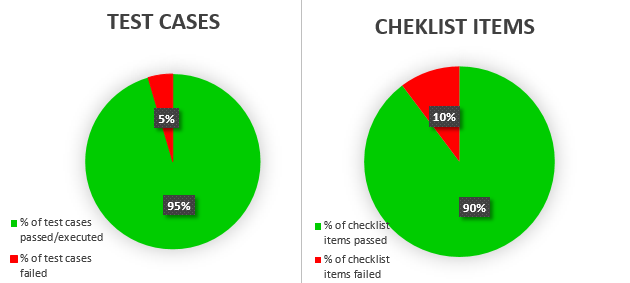 TEST CASES
5%
95%
% of test cases
passed/executed
% of test cases
failed
CHEKLIST ITEMS
10%
90%
% of checklist
items passed
% of checklist
items failed